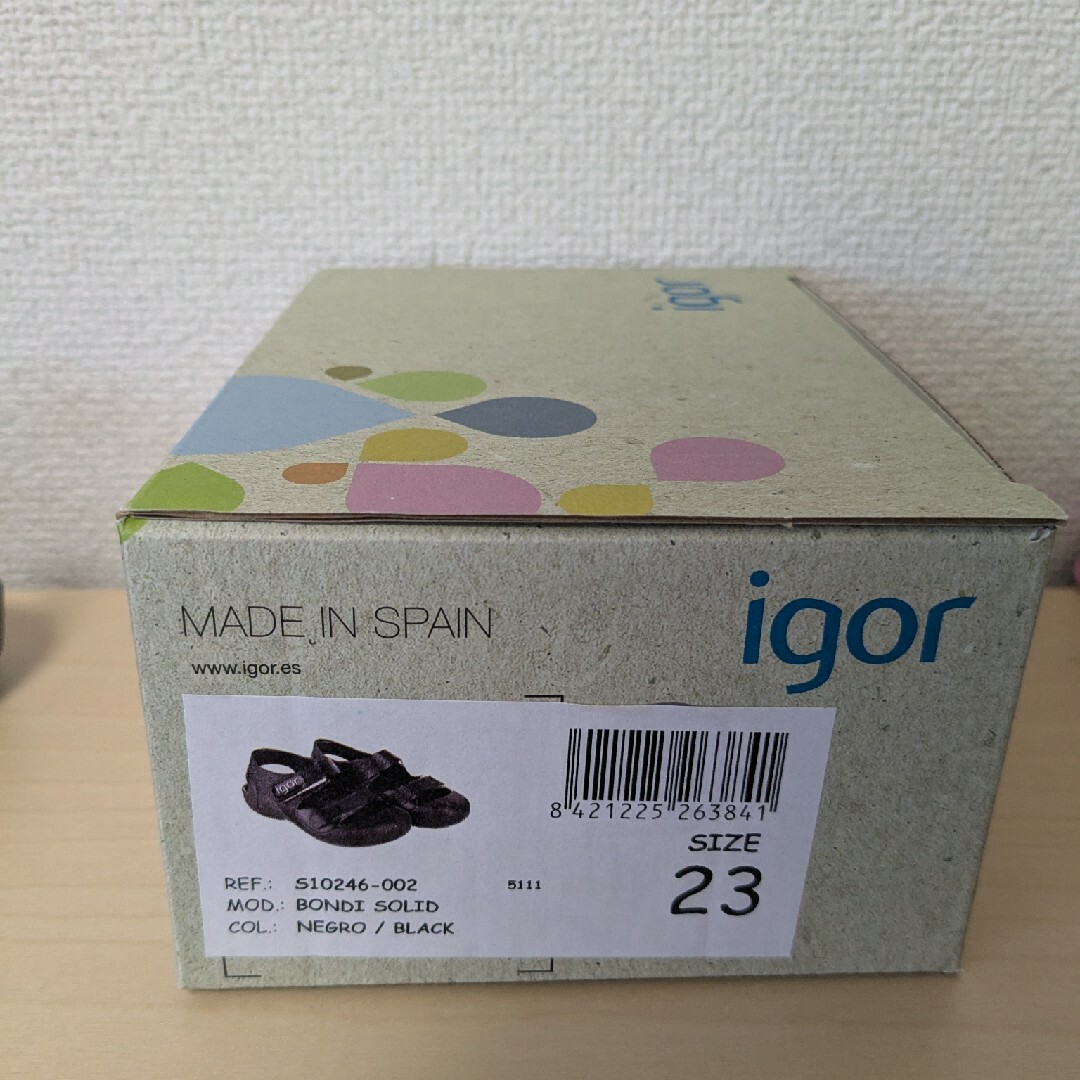 igor
MADE IN SPAIN
igor
www.igor.es
igor
8 421225 263841
SIZE
23
REF.: S10246-002 5111
MOD.: BONDI SOLID
COL.: NEGRO / BLACK